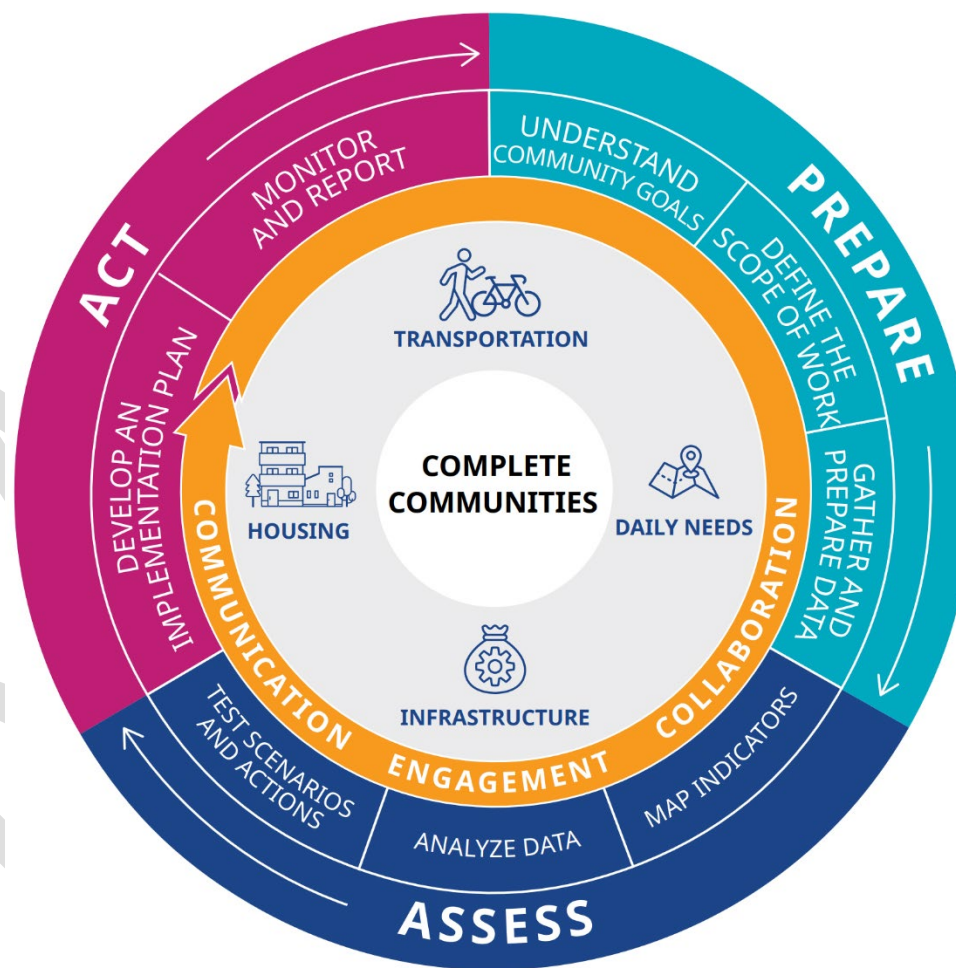 PREPARE
UNDERSTAND
COMMUNITY GOALS
DEFINE THE
SCOPE OF WORK
GATHER AND
PREPARE DATA
ASSESS
MAP INDICATORS
ANALYZE DATA
TEST SCENARIOS
AND ACTIONS
ACT
DEVELOP AN
IMPLEMENTATION PLAN
MONITOR
AND REPORT
COMMUNICATION
ENGAGEMENT
COLLABORATION
TRANSPORTATION
HOUSING
COMPLETE
COMMUNITIES
DAILY NEEDS
INFRASTRUCTURE